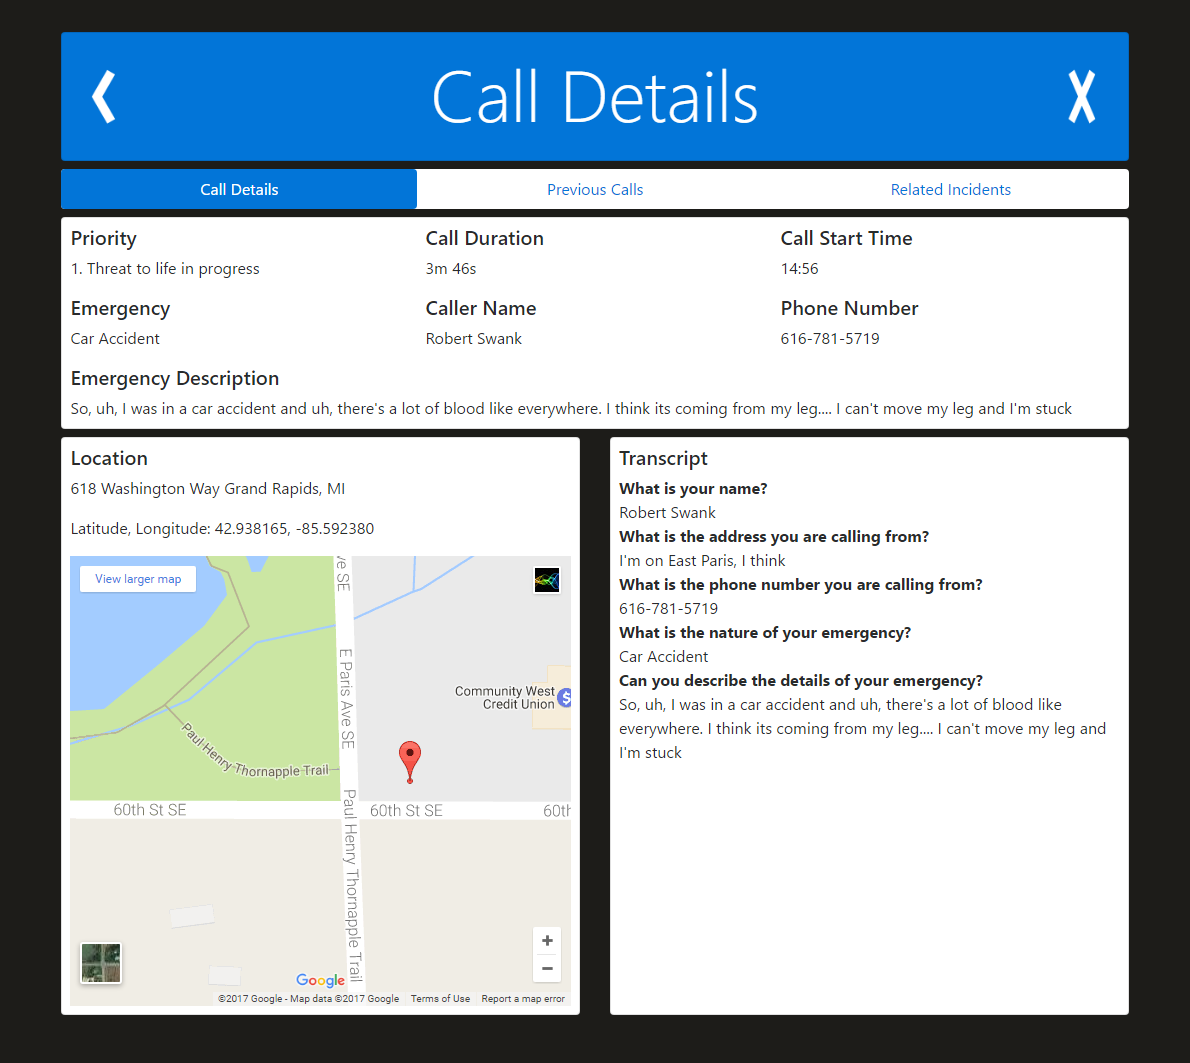 Call Details
Call Details
Previous Calls
Related Incidents
Priority
Call Duration
Call Start Time
1. Threat to life in progress
3m 46s
14:56
Emergency
Caller Name
Phone Number
Car Accident
Robert Swank
616-781-5719
Emergency Description
So, uh, I was in a car accident and uh, there's a lot of blood like everywhere. I think its coming from my leg.... I can't move my leg and I'm stuck
Location
618 Washington Way Grand Rapids, MI
Latitude, Longitude: 42.938165, -85.592380
View larger map
ve SE
E Paris Ave SE
Community West
Credit Union
$
Paul Henry Thornapple Trail
60th St SE
60th St SE
60th
Paul Henry Thornapple Trail
+
−
Google
©2017 Google - Map data ©2017 Google
Terms of Use
Report a map error
Transcript
What is your name?
Robert Swank
What is the address you are calling from?
I'm on East Paris, I think
What is the phone number you are calling from?
616-781-5719
What is the nature of your emergency?
Car Accident
Can you describe the details of your emergency?
So, uh, I was in a car accident and uh, there's a lot of blood like
everywhere. I think its coming from my leg.... I can't move my leg and
I'm stuck